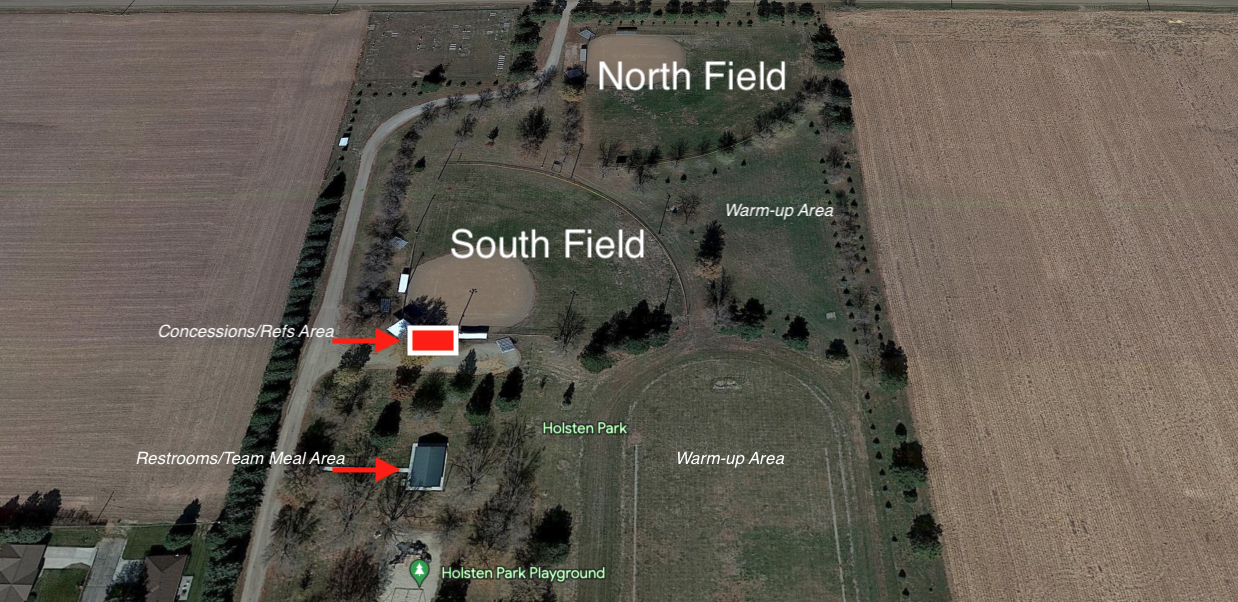 North Field
Warm-up Area
South Field
Concessions/Refs Area
Holsten Park
Restrooms/Team Meal Area
Warm-up Area
Holsten Park Playground